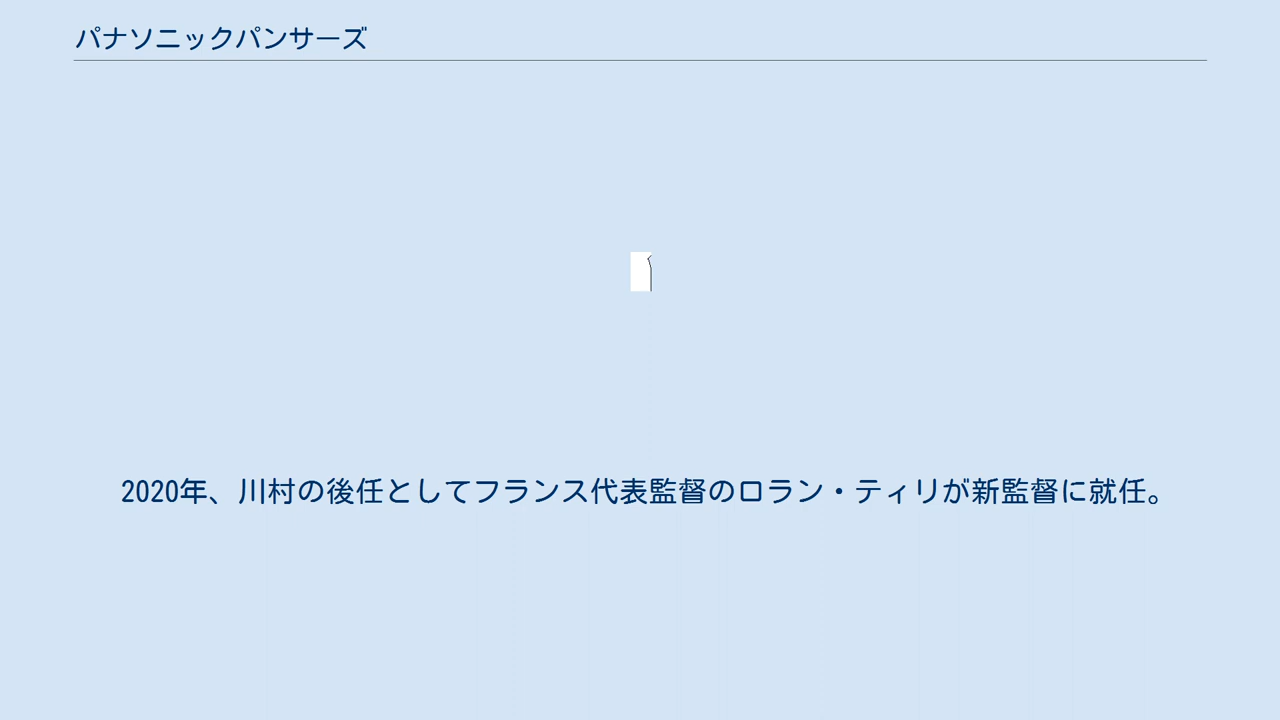 パナソニックパンサーズ
2020年、川村の後任としてフランス代表監督のロラン・ティリが新監督に就任。